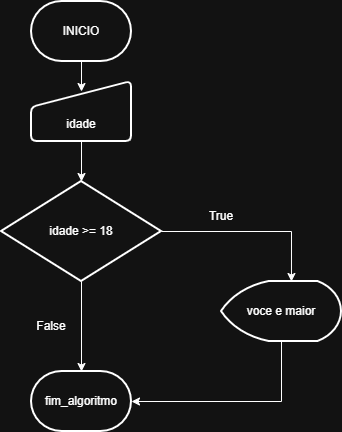 INICIO
idade
idade >= 18
True
voce e maior
False
fim_algoritmo